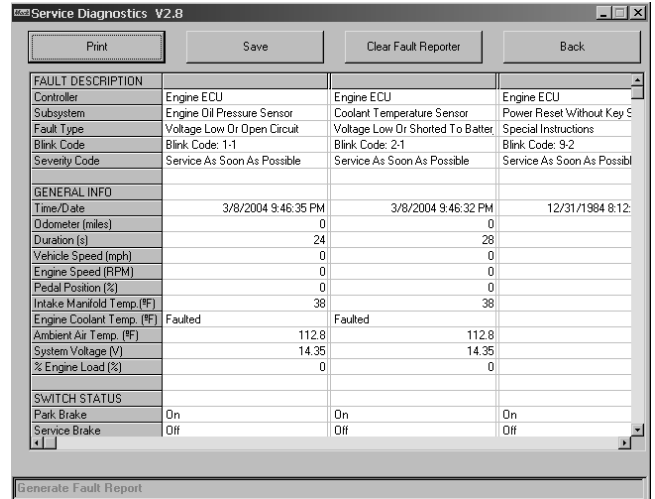 Service Diagnostics V2.8
Print Save Clear Fault Reporter Back
FAULT DESCRIPTION
Controller Engine ECU Engine ECU Engine ECU
Subsystem Engine Oil Pressure Sensor Coolant Temperature Sensor Power Reset Without Key S
Fault Type Voltage Low Or Open Circuit Voltage Low Or Shorted To Batter Special Instructions
Blink Code Blink Code: 1-1 Blink Code: 2-1 Blink Code: 9-2
Severity Code Service As Soon As Possible Service As Soon As Possible Service As Soon As Possibl
GENERAL INFO
Time/Date 3/8/2004 9:46:35 PM 3/8/2004 9:46:32 PM 12/31/1984 8:12:
Odometer (miles) 0 0
Duration (s) 24 28
Vehicle Speed (mph) 0 0
Engine Speed (RPM) 0 0
Pedal Position (%) 0 0
Intake Manifold Temp.(ºF) 38 38
Engine Coolant Temp. (ºF) Faulted Faulted
Ambient Air Temp. (ºF) 112.8 112.8
System Voltage (V) 14.35 14.35
% Engine Load (%) 0 0
SWITCH STATUS
Park Brake On On On
Service Brake Off Off Off
Generate Fault Report